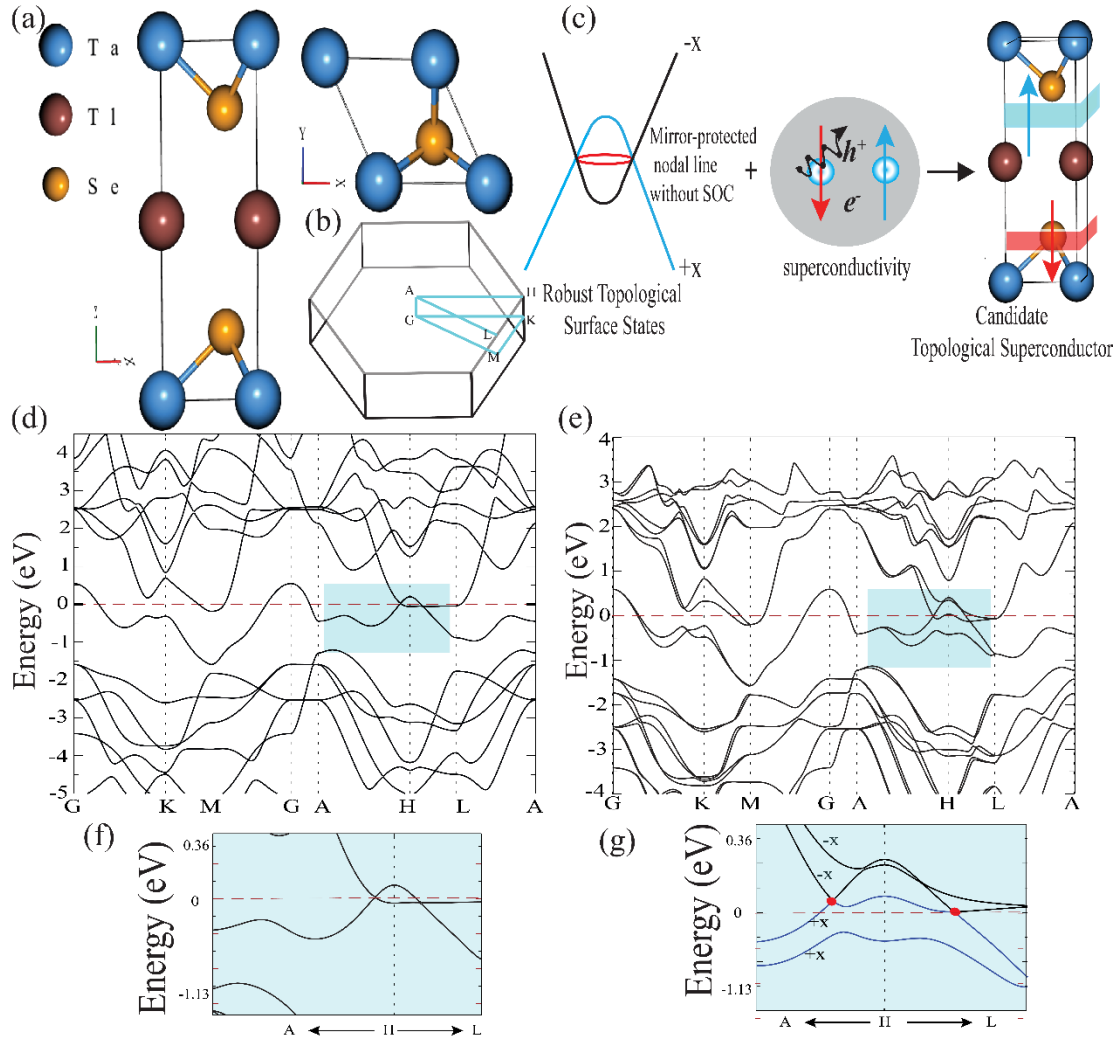 (a)
T a
T l
S e
Z
X
Y
X
(b)
A
H
G
K
L
M
(c)
-x
+x
Mirror-protected
nodal line
without SOC
Robust Topological
Surface States
+
h+
e-
superconductivity
Candidate
Topological Superconductor
(d)
Energy (eV)
4
3
2
1
0
-1
-2
-3
-4
-5
G K M G A H L A
(e)
Energy (eV)
4
3
2
1
0
-1
-2
-3
-4
G K M G A H L A
(f)
Energy (eV)
0.36
0
-1.13
A H L
(g)
Energy (eV)
0.36
0
-1.13
-x
-x
+x
+x
A H L